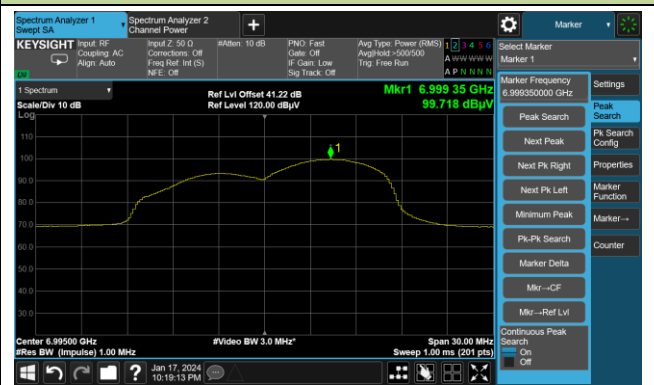 Spectrum Analyzer 1
Swept SA
Spectrum Analyzer 2
Channel Power
+
Marker
KEYSIGHT
Input: RF
Coupling: AC
Align: Auto
Input Z: 50 Ω
Corrections: Off
Freq Ref: Int (S)
NFE: Off
#Atten: 10 dB
PNO: Fast
Gate: Off
IF Gain: Low
Sig Track: Off
Avg Type: Power (RMS)
Avg|Hold:>500/500
Trig: Free Run
1 2 3 4 5 6
A W W W W W
A P N N N N
LXI
Select Marker
Marker 1
1 Spectrum
Scale/Div 10 dB
Log
Ref Lvl Offset 41.22 dB
Ref Level 120.00 dBµV
Mkr1 6.999 35 GHz
99.718 dBµV
1
110
100
90.0
80.0
70.0
60.0
50.0
40.0
30.0
Center 6.99500 GHz
#Res BW (Impulse) 1.00 MHz
#Video BW 3.0 MHz*
Span 30.00 MHz
Sweep 1.00 ms (201 pts)
Marker Frequency
6.999350000 GHz
Peak Search
Next Peak
Next Pk Right
Next Pk Left
Minimum Peak
Pk-Pk Search
Marker Delta
Mkr→CF
Mkr→Ref Lvl
Continuous Peak
Search
On
Off
Settings
Peak
Search
Pk Search
Config
Properties
Marker
Function
Marker→
Counter
?
Jan 17, 2024
10:19:13 PM